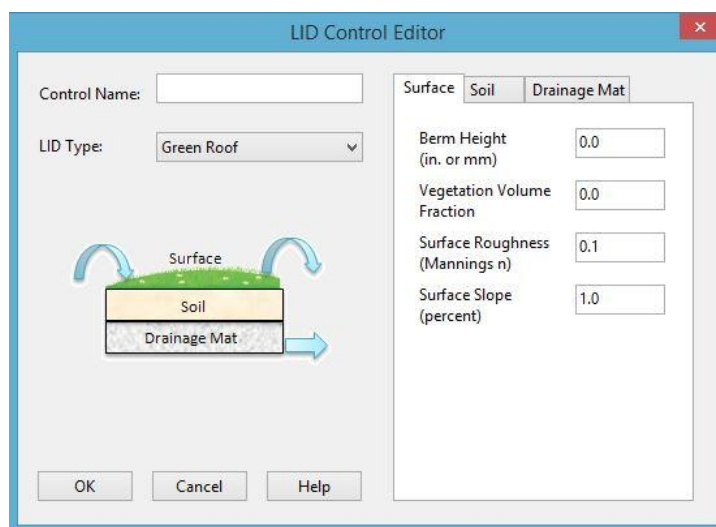 LID Control Editor
Control Name:
LID Type:
Green Roof
Surface
Soil
Drainage Mat
OK
Cancel
Help
Surface
Soil
Drainage Mat
Berm Height
(in. or mm)
0.0
Vegetation Volume
Fraction
0.0
Surface Roughness
(Mannings n)
0.1
Surface Slope
(percent)
1.0